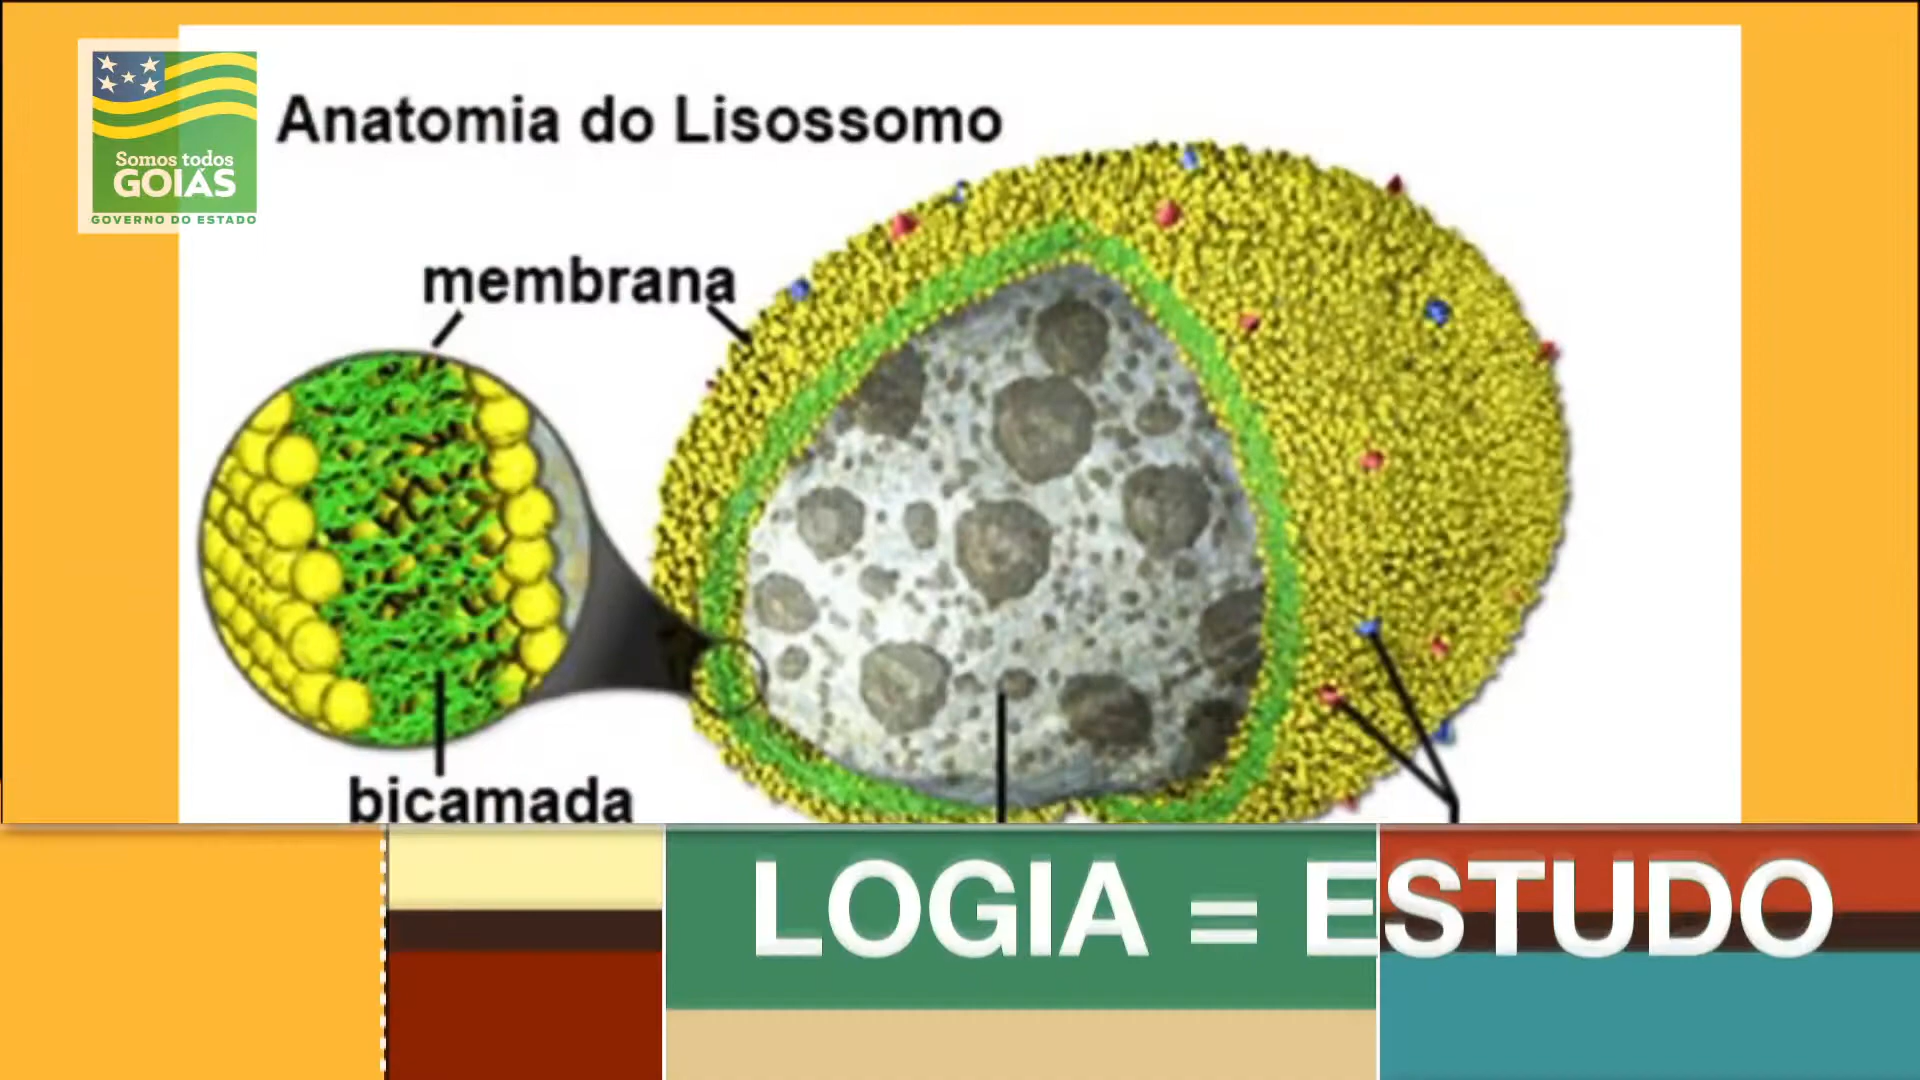 Somos todos
GOIÁS
GOVERNO DO ESTADO
Anatomia do Lisossomo
membrana
bicamada
LOGIA = ESTUDO